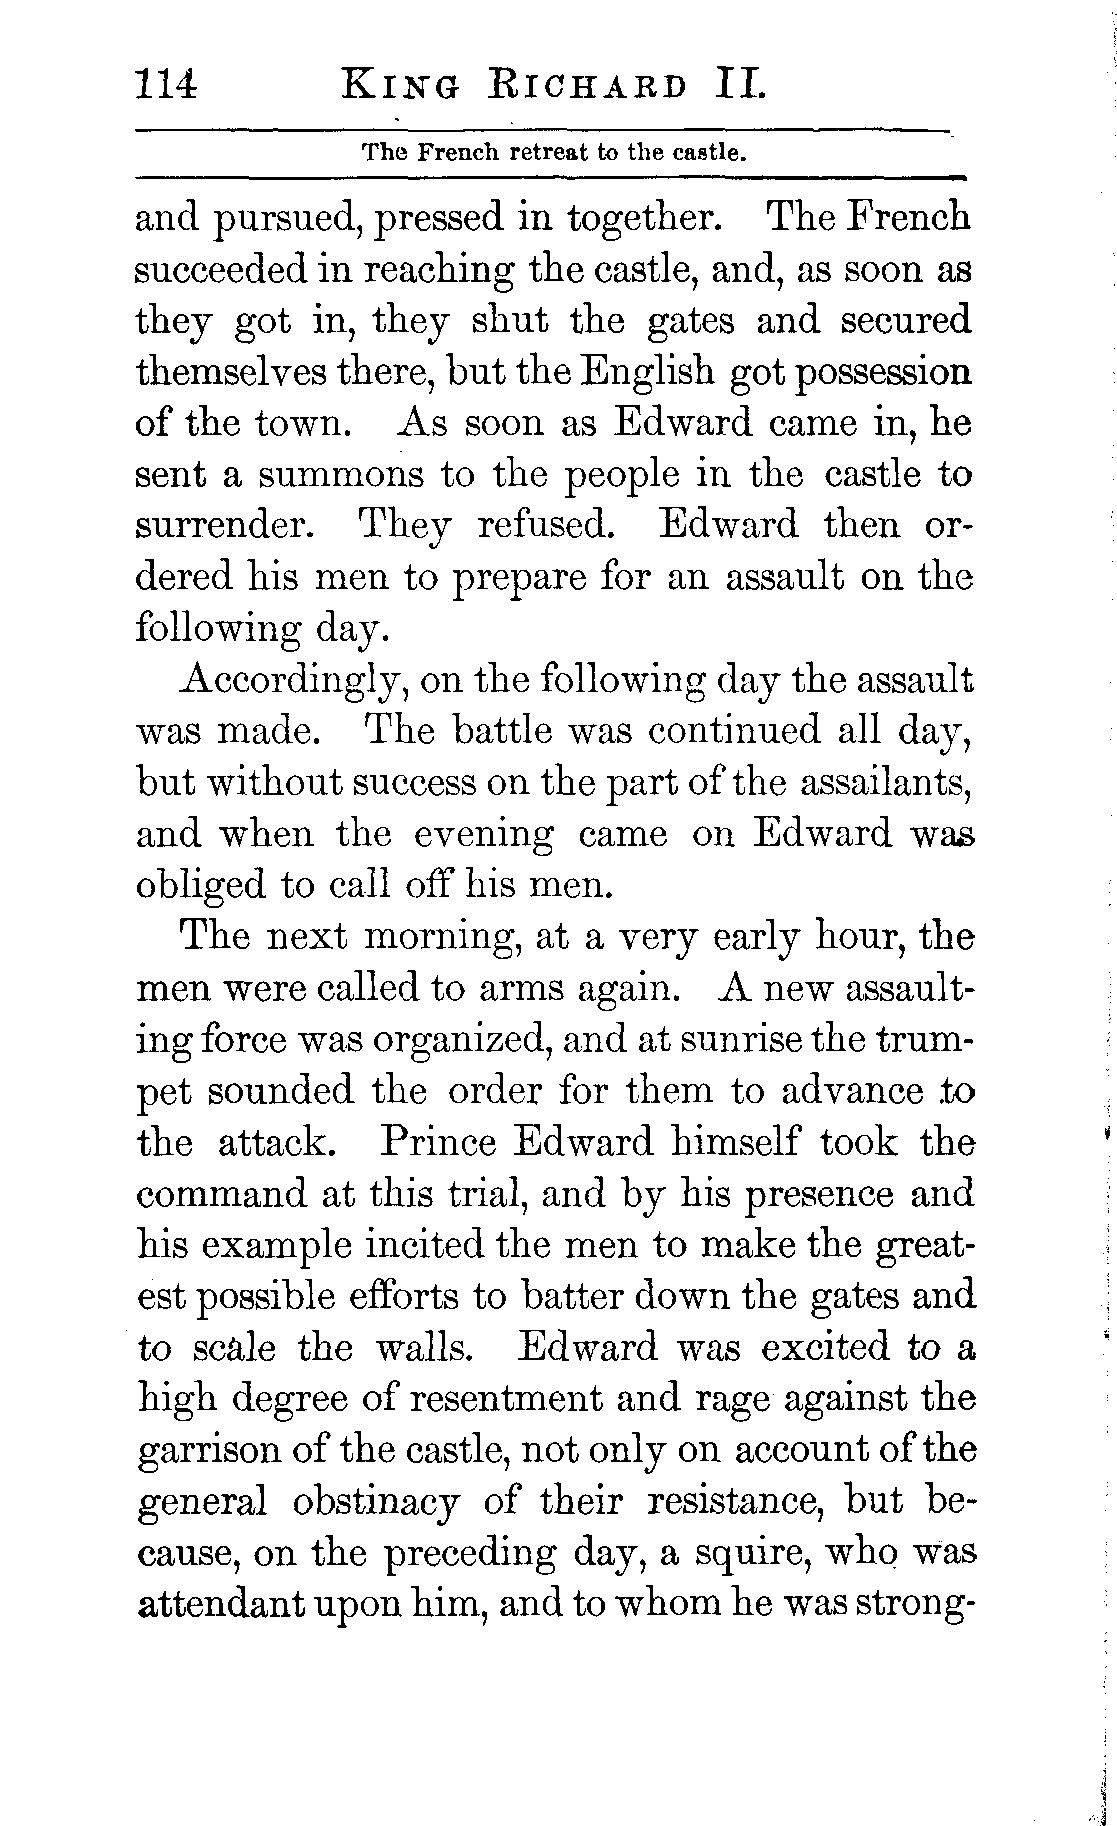 114 KING RICHARD II.
The French retreat to the castle.
and pursued, pressed in together. The French
succeeded in reaching the castle, and, as soon as
they got in, they shut the gates and secured
themselves there, but the English got possession
of the town. As soon as Edward came in, he
sent a summons to the people in the castle to
surrender. They refused. Edward then or-
dered his men to prepare for an assault on the
following day.
Accordingly, on the following day the assault
was made. The battle was continued all day,
but without success on the part of the assailants,
and when the evening came on Edward was
obliged to call off his men.
The next morning, at a very early hour, the
men were called to arms again. A new assault-
ing force was organized, and at sunrise the trum-
pet sounded the order for them to advance to
the attack. Prince Edward himself took the
command at this trial, and by his presence and
his example incited the men to make the great-
est possible efforts to batter down the gates and
to scale the walls. Edward was excited to a
high degree of resentment and rage against the
garrison of the castle, not only on account of the
general obstinacy of their resistance, but be-
cause, on the preceding day, a squire, who was
attendant upon him, and to whom he was strong-